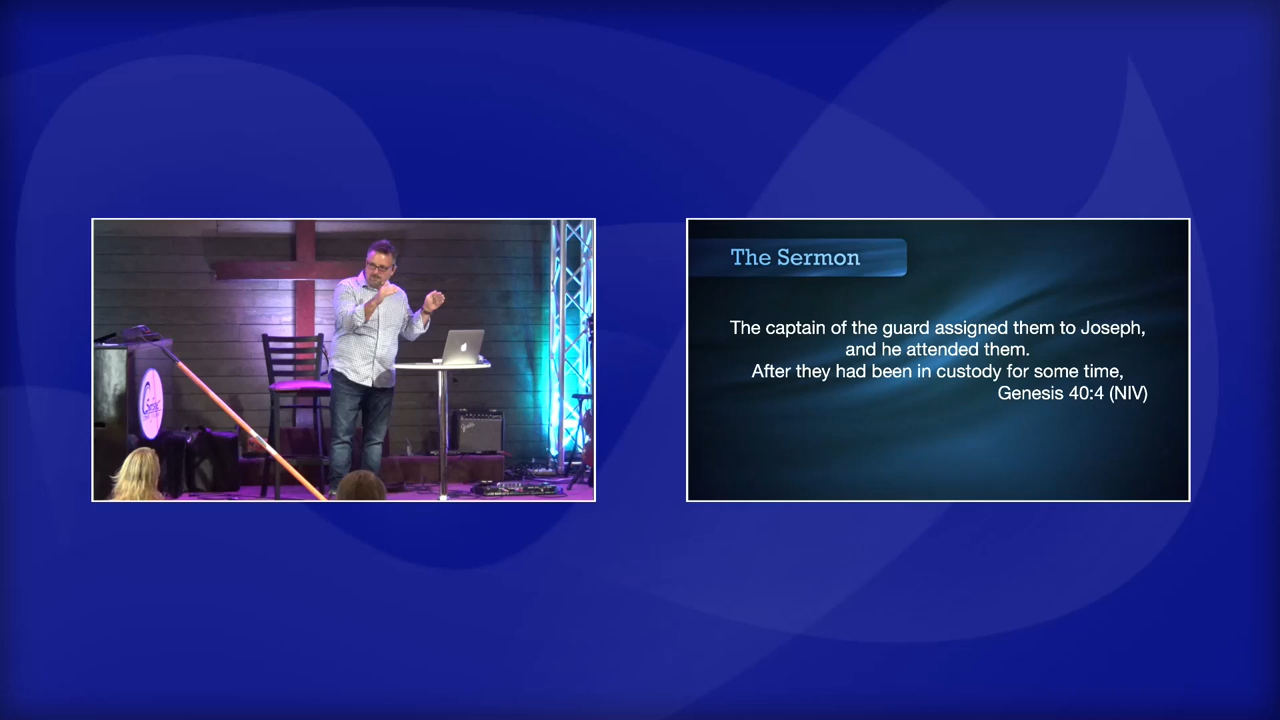 The Sermon
The captain of the guard assigned them to Joseph,
and he attended them.
After they had been in custody for some time,
Genesis 40:4 (NIV)